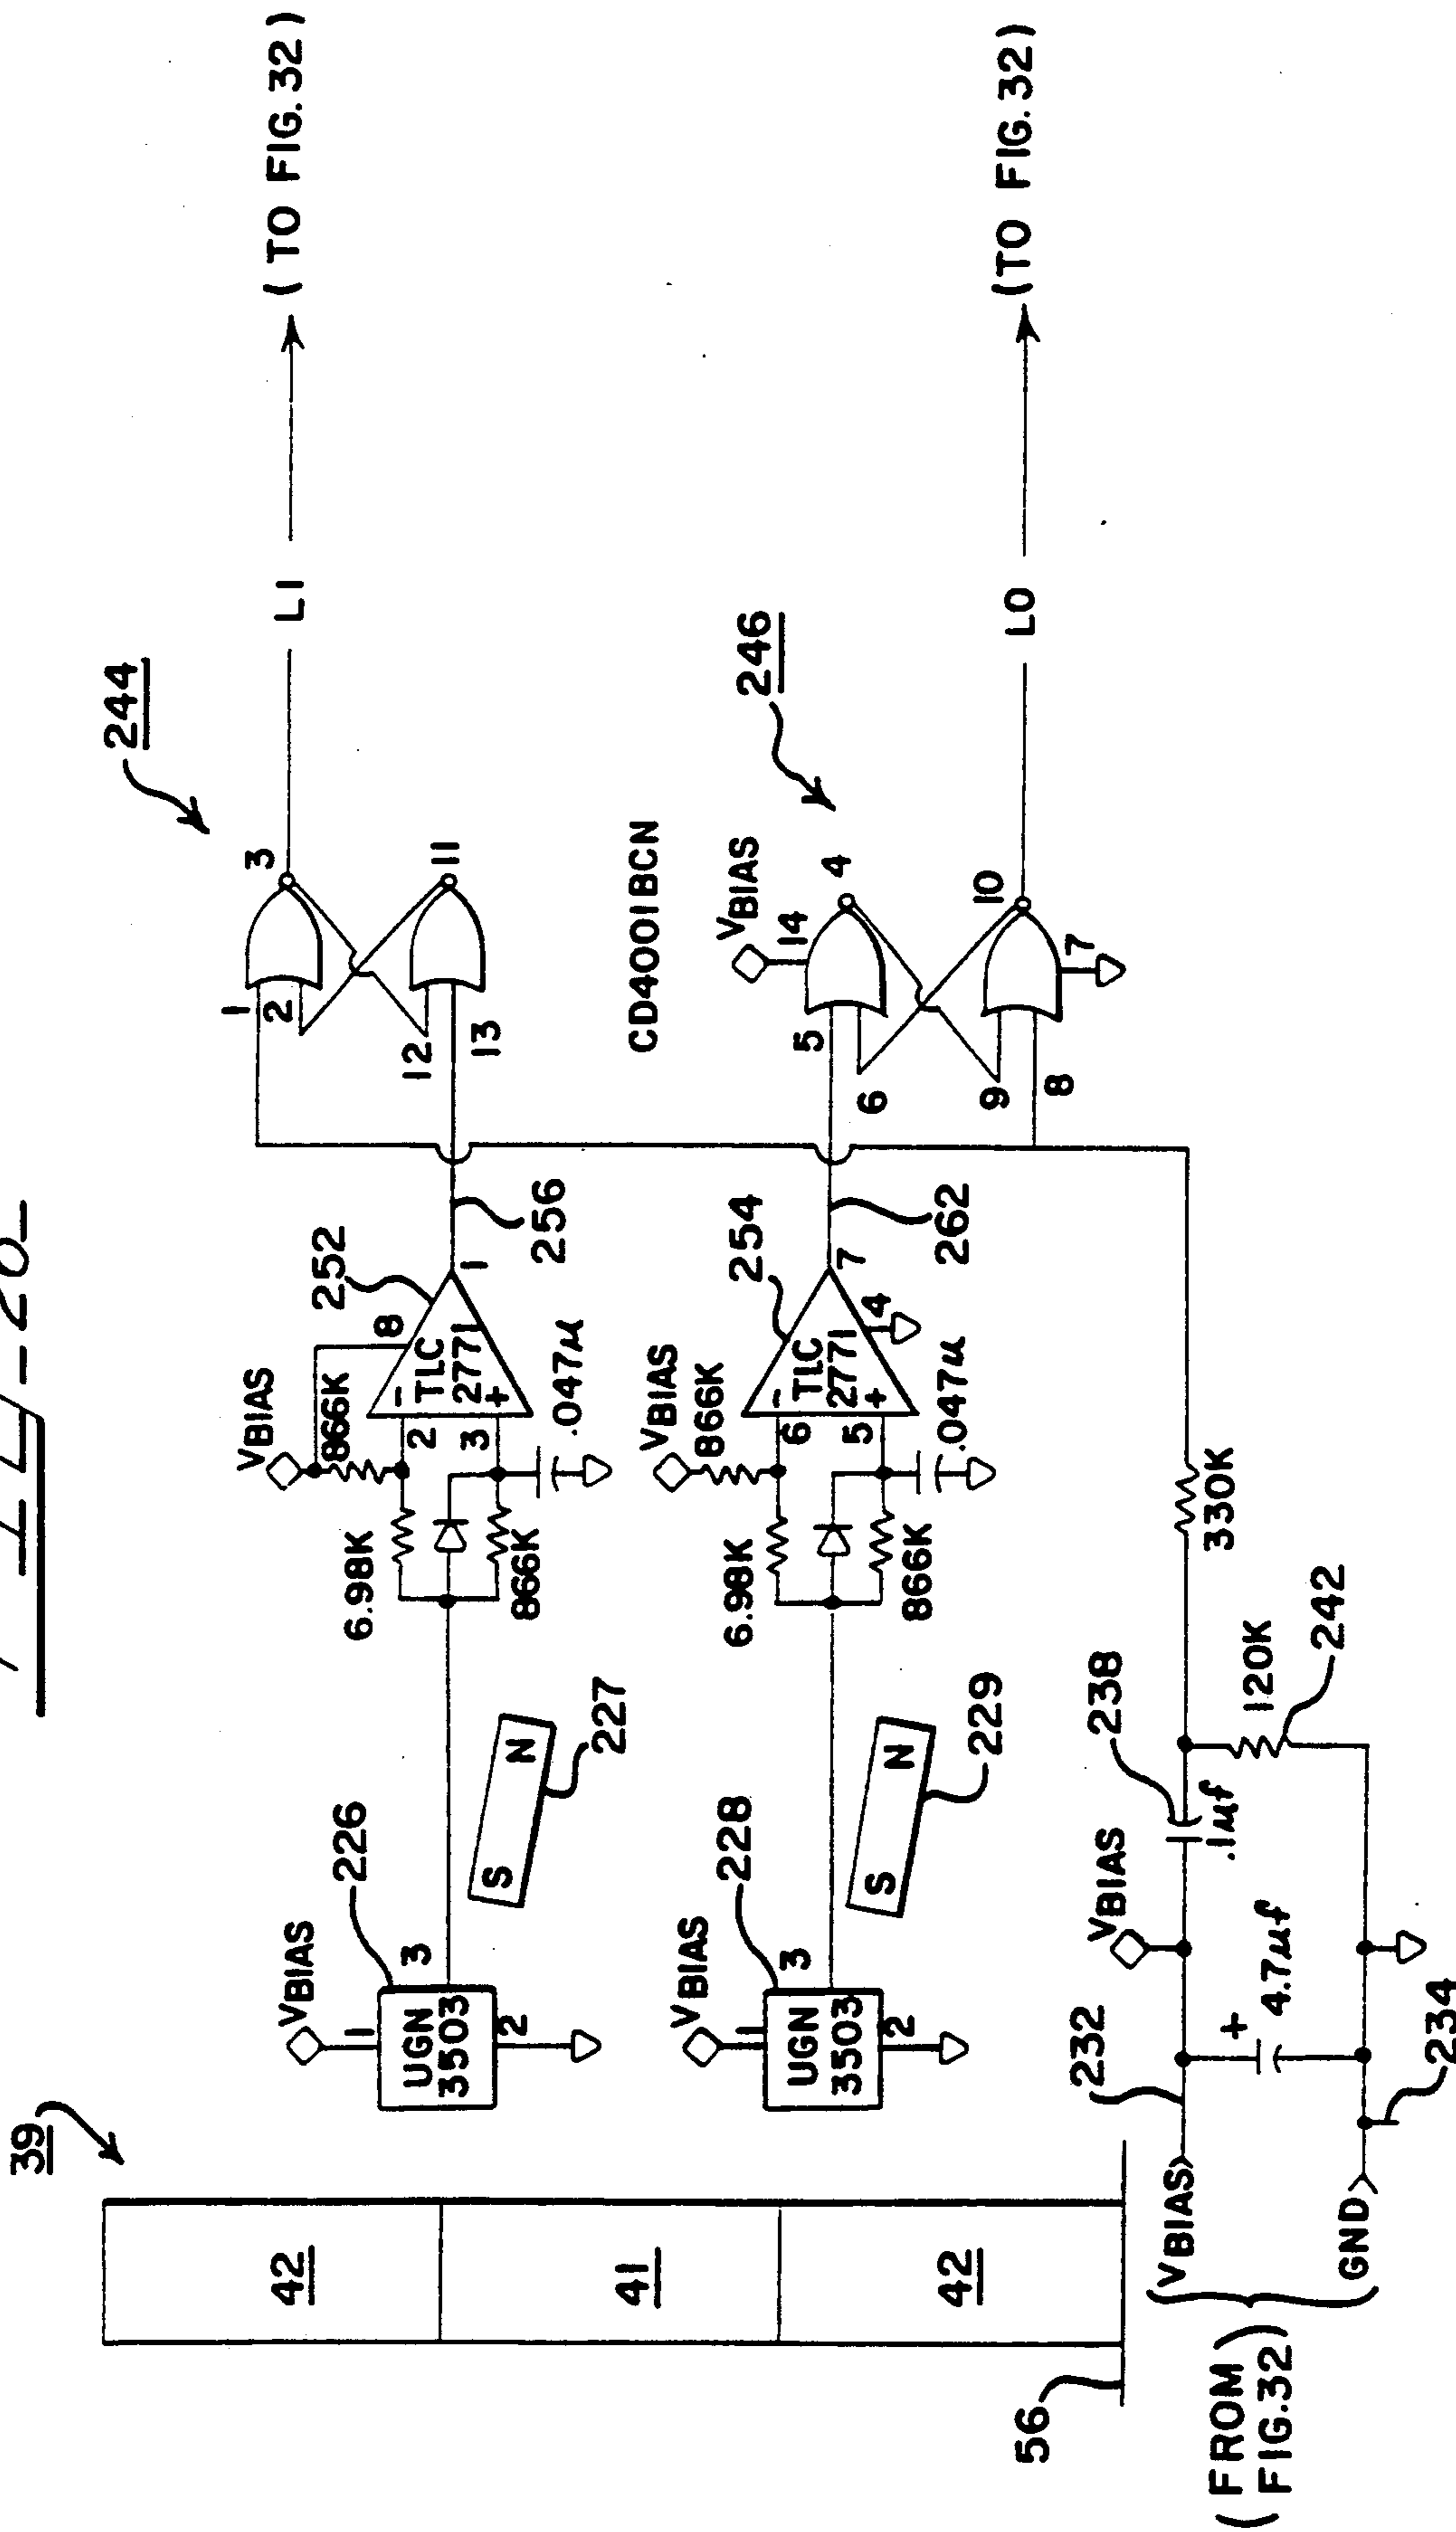 39
42
41
42
56
VBIAS
1
UGN
3503
3
2
226
S N
227
6.98K
866K
VBIAS
866K
2
3
8
-
TLC
2771
+
.047µ
252
1
256
VBIAS
1
UGN
3503
3
2
228
S N
229
6.98K
866K
VBIAS
866K
6
5
-
TLC
2771
+
4
.047µ
254
7
262
1
2
3
12
13
11
244
L1
(TO FIG. 32)
CD4001BCN
VBIAS
14
5
6
4
9
8
10
7
246
L0
(TO FIG. 32)
(FROM FIG.32)
VBIAS
GND
232
234
+
4.7µf
VBIAS
.1µf
238
120K
242
330K